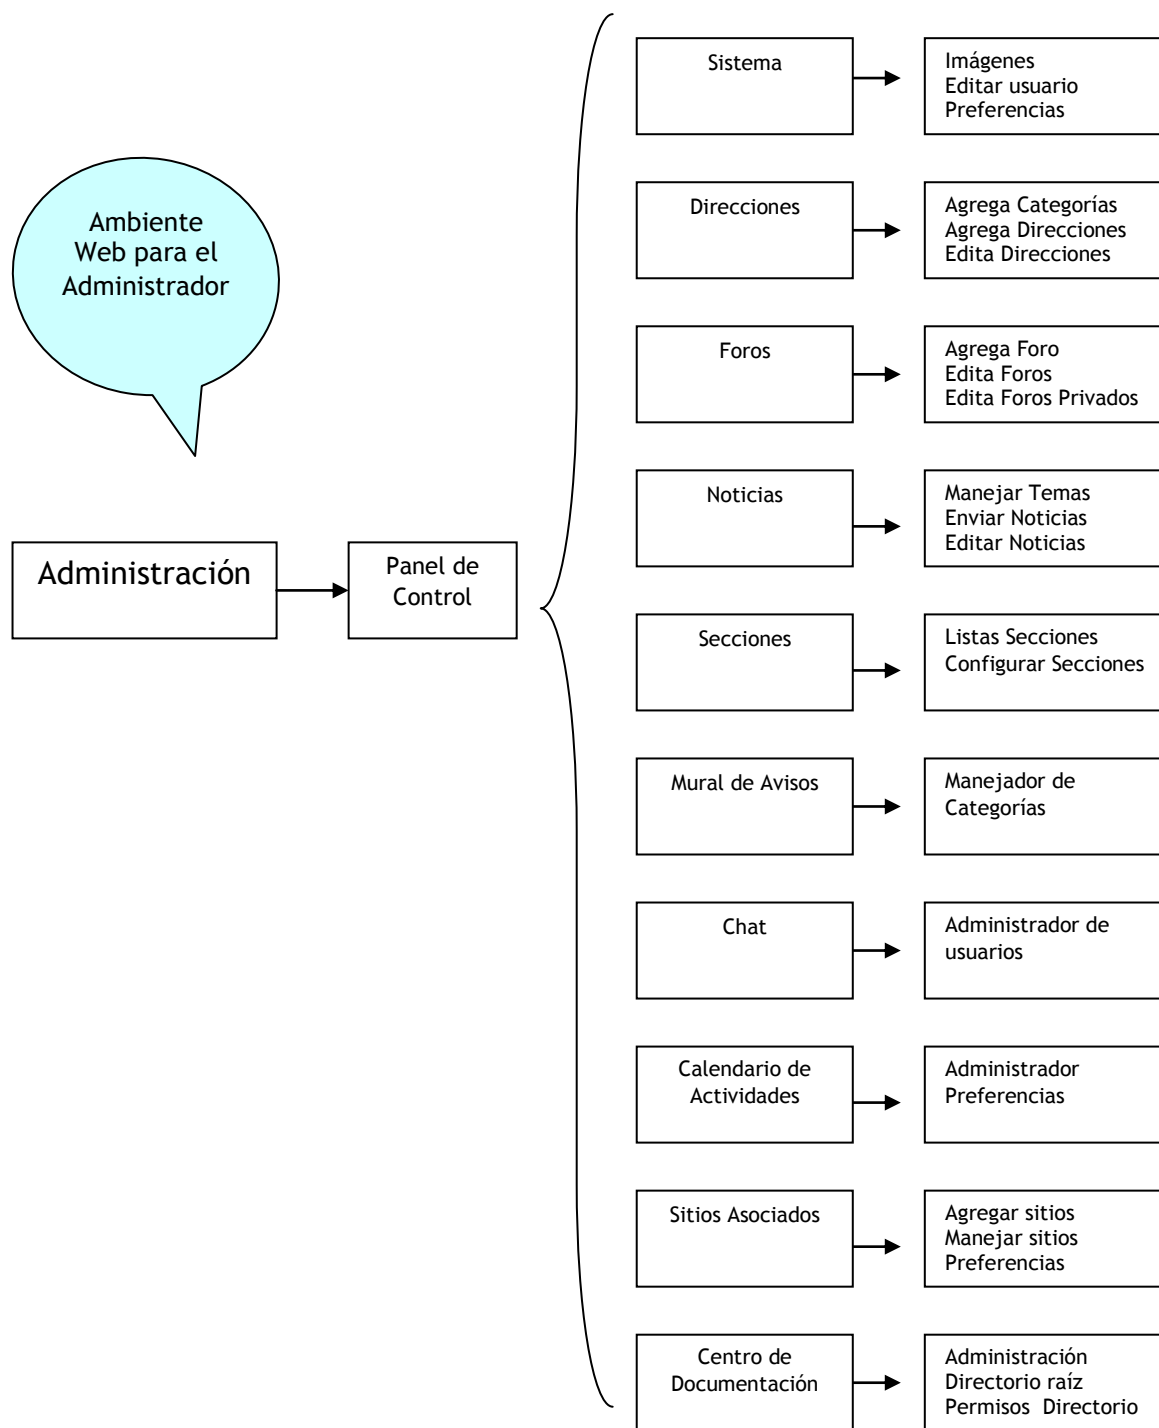 Ambiente
Web para el
Administrador
Administración
Panel de
Control
Sistema
Imágenes
Editar usuario
Preferencias
Direcciones
Agrega Categorías
Agrega Direcciones
Edita Direcciones
Foros
Agrega Foro
Edita Foros
Edita Foros Privados
Noticias
Manejar Temas
Enviar Noticias
Editar Noticias
Secciones
Listas Secciones
Configurar Secciones
Mural de Avisos
Manejador de
Categorías
Chat
Administrador de
usuarios
Calendario de
Actividades
Administrador
Preferencias
Sitios Asociados
Agregar sitios
Manejar sitios
Preferencias
Centro de
Documentación
Administración
Directorio raíz
Permisos Directorio